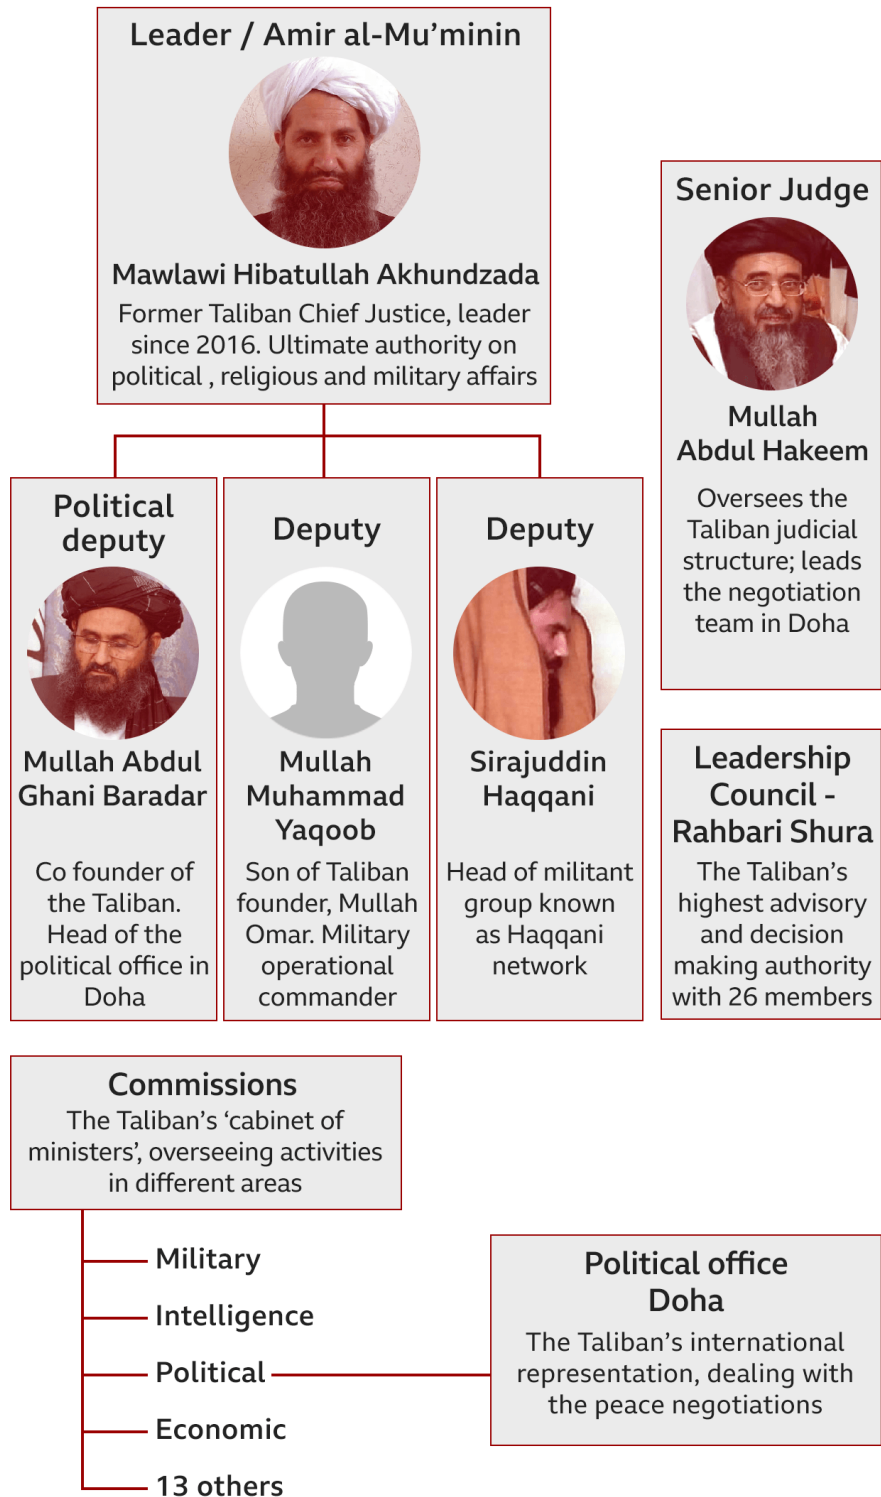 Leader / Amir al-Mu’minin
Mawlawi Hibatullah Akhundzada
Former Taliban Chief Justice, leader
since 2016. Ultimate authority on
political , religious and military affairs
Senior Judge
Mullah
Abdul Hakeem
Oversees the
Taliban judicial
structure; leads
the negotiation
team in Doha
Political
deputy
Mullah Abdul
Ghani Baradar
Co founder of
the Taliban.
Head of the
political office in
Doha
Deputy
Mullah
Muhammad
Yaqoob
Son of Taliban
founder, Mullah
Omar. Military
operational
commander
Deputy
Sirajuddin
Haqqani
Head of militant
group known
as Haqqani
network
Leadership
Council -
Rahbari Shura
The Taliban’s
highest advisory
and decision
making authority
with 26 members
Commissions
The Taliban’s ‘cabinet of
ministers’, overseeing activities
in different areas
Military
Intelligence
Political
Economic
13 others
Political office
Doha
The Taliban’s international
representation, dealing with
the peace negotiations